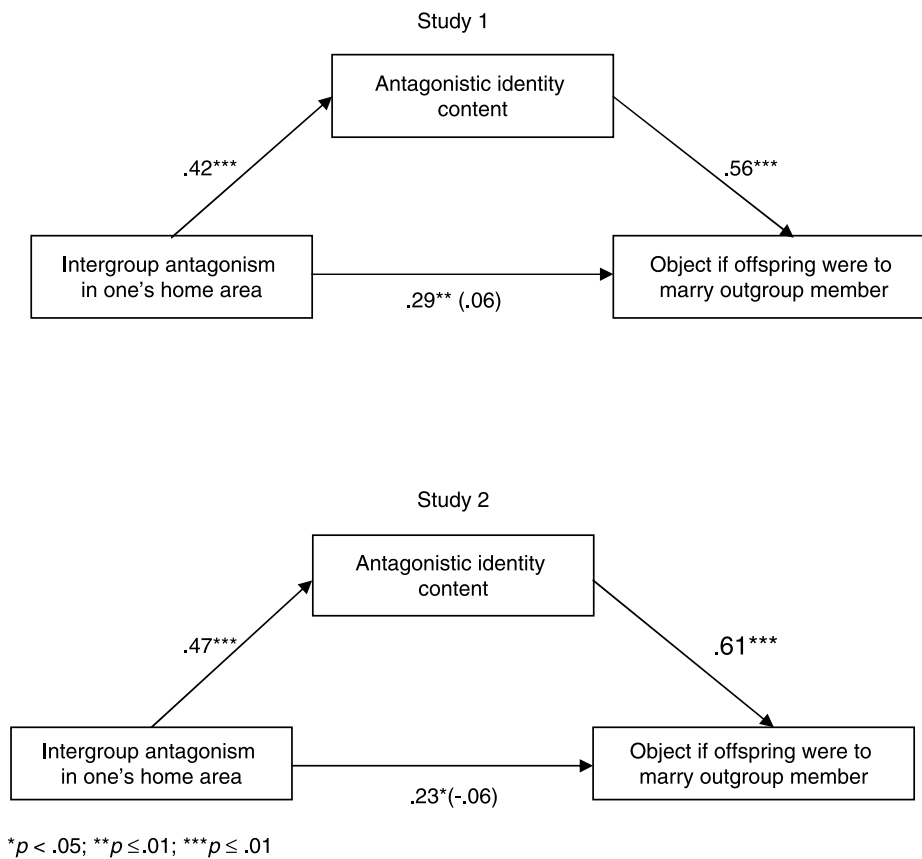 Study 1
Antagonistic identity
content
.42***
.56***
Intergroup antagonism
in one's home area
Object if offspring were to
marry outgroup member
.29** (.06)
Study 2
Antagonistic identity
content
.47***
.61***
Intergroup antagonism
in one's home area
Object if offspring were to
marry outgroup member
.23*(-.06)
*p < .05; **p ≤.01; ***p ≤ .01